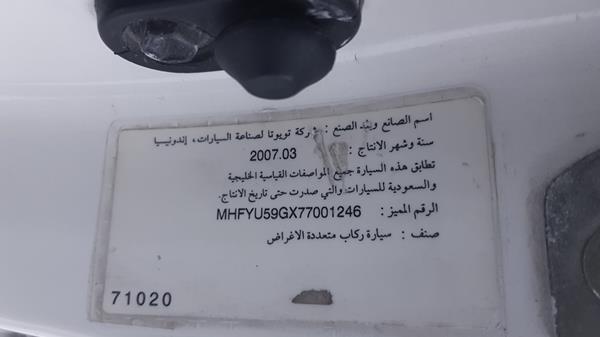 اسم الصانع وبلد الصنع : شركة تويوتا لصناعة السيارات ، إندونيسيا
سنة وشهر الانتاج : 2007.03
تطابق هذه السيارة جميع المواصفات القياسية الخليجية
والسعودية للسيارات والتي صدرت حتى تاريخ الانتاج.
الرقم المميز : MHFYU59GX77001246
صنف : سيارة ركاب متعددة الاغراض
71020